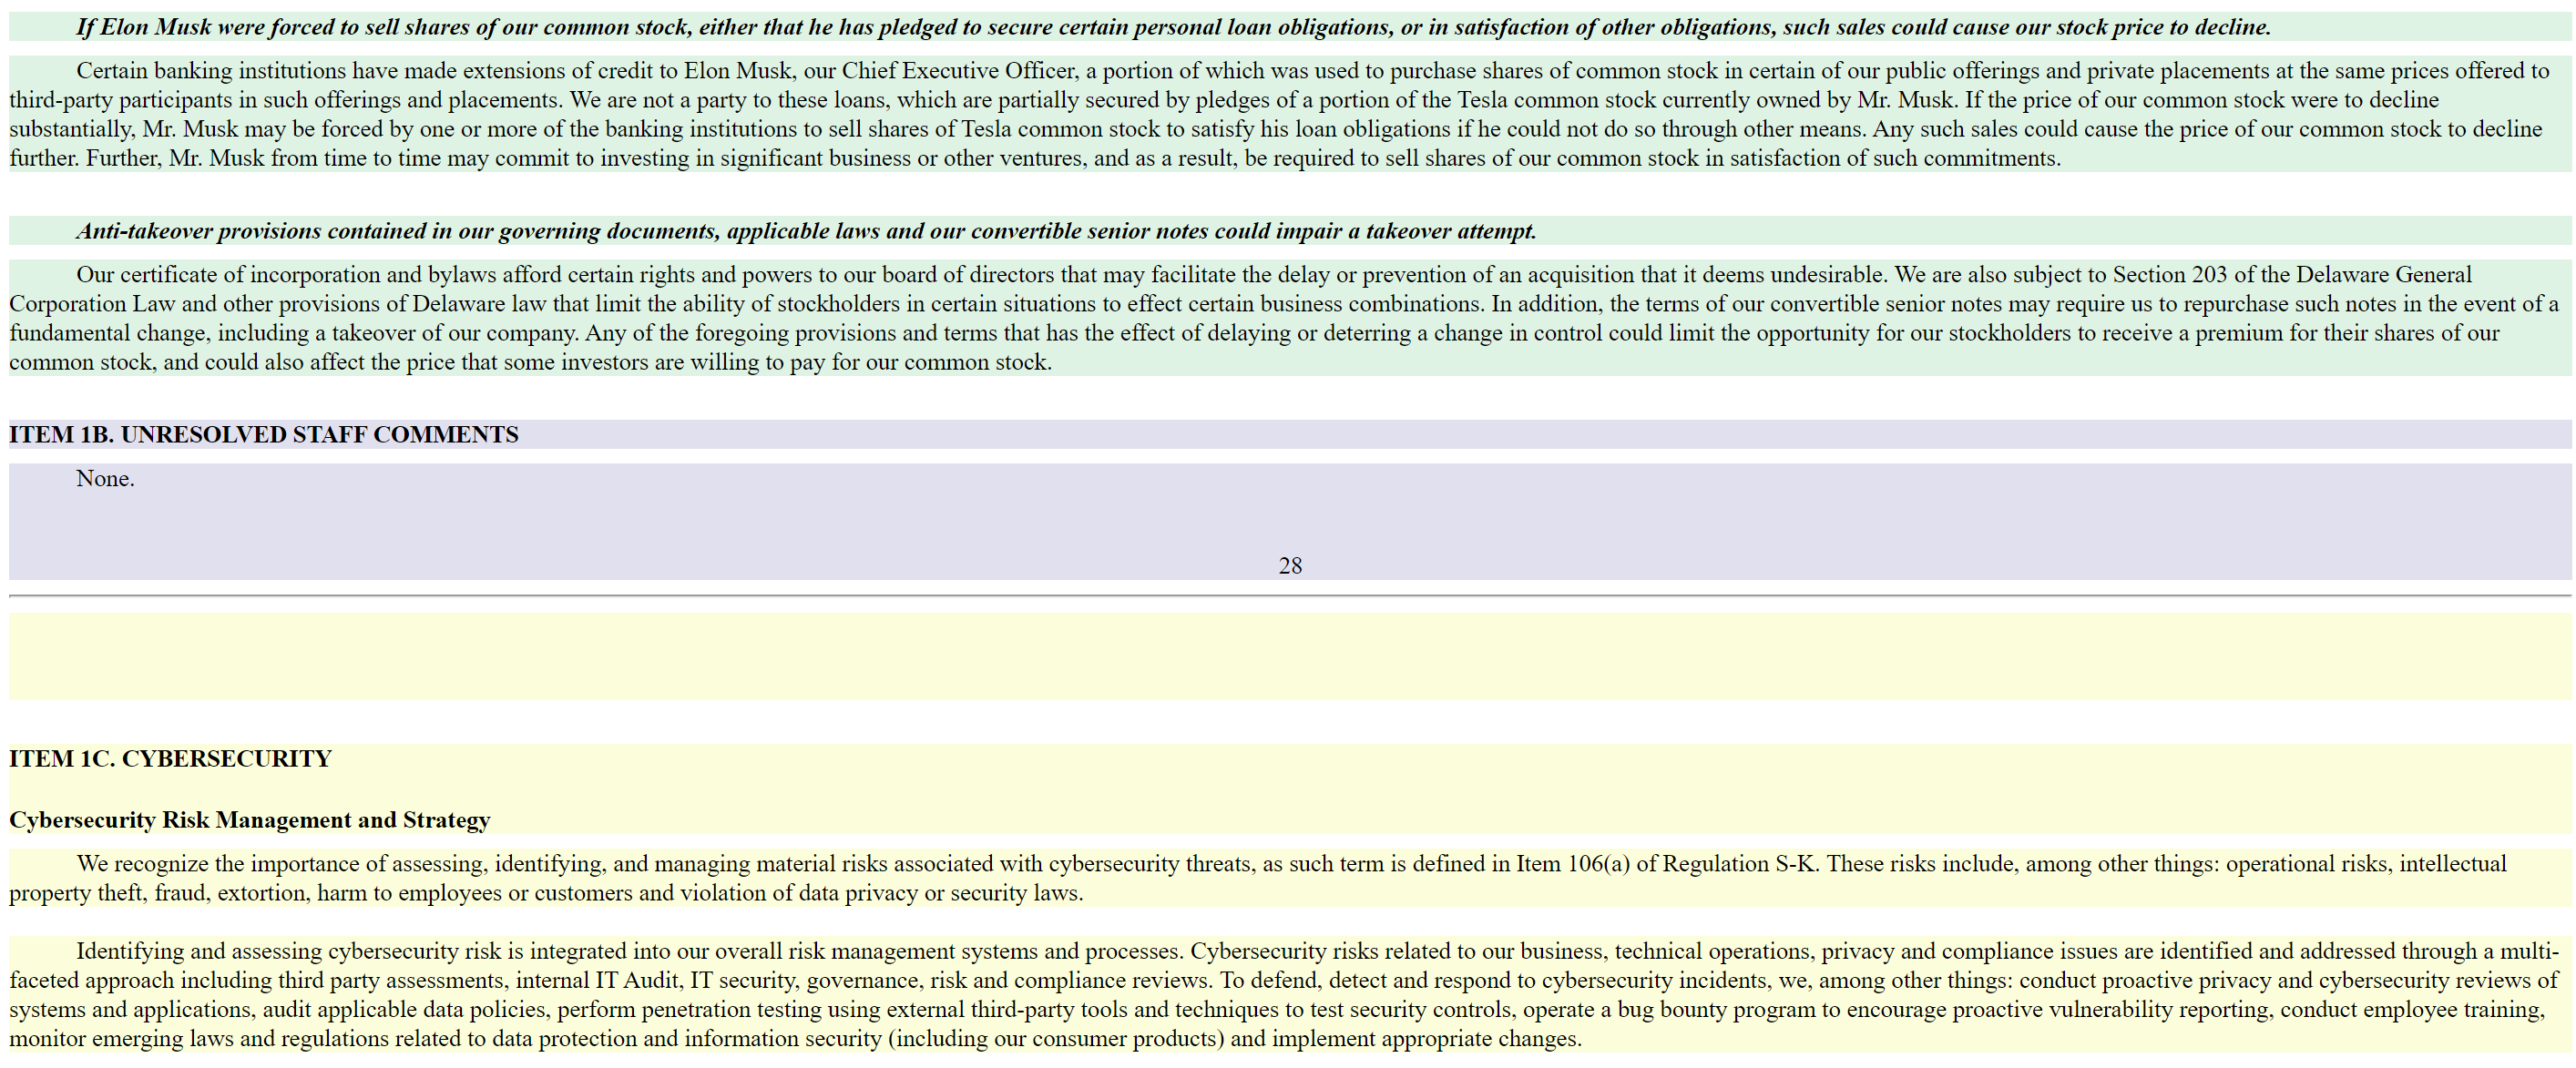 If Elon Musk were forced to sell shares of our common stock, either that he has pledged to secure certain personal loan obligations, or in satisfaction of other obligations, such sales could cause our stock price to decline.
Certain banking institutions have made extensions of credit to Elon Musk, our Chief Executive Officer, a portion of which was used to purchase shares of common stock in certain of our public offerings and private placements at the same prices offered to
third-party participants in such offerings and placements. We are not a party to these loans, which are partially secured by pledges of a portion of the Tesla common stock currently owned by Mr. Musk. If the price of our common stock were to decline
substantially, Mr. Musk may be forced by one or more of the banking institutions to sell shares of Tesla common stock to satisfy his loan obligations if he could not do so through other means. Any such sales could cause the price of our common stock to decline
further. Further, Mr. Musk from time to time may commit to investing in significant business or other ventures, and as a result, be required to sell shares of our common stock in satisfaction of such commitments.
Anti-takeover provisions contained in our governing documents, applicable laws and our convertible senior notes could impair a takeover attempt.
Our certificate of incorporation and bylaws afford certain rights and powers to our board of directors that may facilitate the delay or prevention of an acquisition that it deems undesirable. We are also subject to Section 203 of the Delaware General
Corporation Law and other provisions of Delaware law that limit the ability of stockholders in certain situations to effect certain business combinations. In addition, the terms of our convertible senior notes may require us to repurchase such notes in the event of a
fundamental change, including a takeover of our company. Any of the foregoing provisions and terms that has the effect of delaying or deterring a change in control could limit the opportunity for our stockholders to receive a premium for their shares of our
common stock, and could also affect the price that some investors are willing to pay for our common stock.
ITEM 1B. UNRESOLVED STAFF COMMENTS
None.
28
ITEM 1C. CYBERSECURITY
Cybersecurity Risk Management and Strategy
We recognize the importance of assessing, identifying, and managing material risks associated with cybersecurity threats, as such term is defined in Item 106(a) of Regulation S-K. These risks include, among other things: operational risks, intellectual
property theft, fraud, extortion, harm to employees or customers and violation of data privacy or security laws.
Identifying and assessing cybersecurity risk is integrated into our overall risk management systems and processes. Cybersecurity risks related to our business, technical operations, privacy and compliance issues are identified and addressed through a multi-
faceted approach including third party assessments, internal IT Audit, IT security, governance, risk and compliance reviews. To defend, detect and respond to cybersecurity incidents, we, among other things: conduct proactive privacy and cybersecurity reviews of
systems and applications, audit applicable data policies, perform penetration testing using external third-party tools and techniques to test security controls, operate a bug bounty program to encourage proactive vulnerability reporting, conduct employee training,
monitor emerging laws and regulations related to data protection and information security (including our consumer products) and implement appropriate changes.